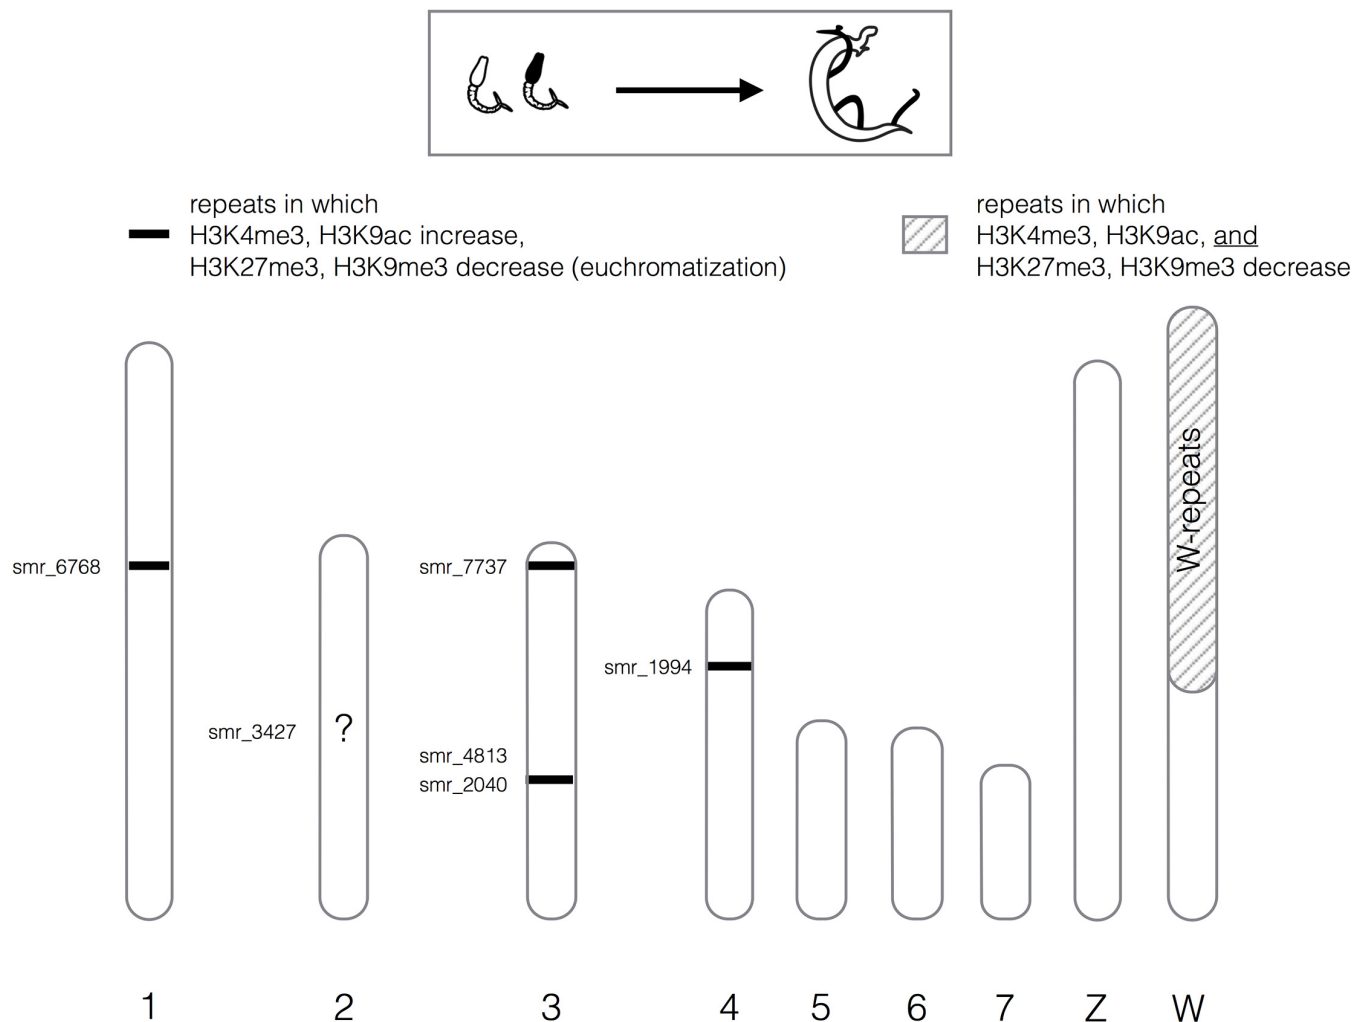 repeats in which
H3K4me3, H3K9ac increase,
H3K27me3, H3K9me3 decrease (euchromatization)
repeats in which
H3K4me3, H3K9ac, and
H3K27me3, H3K9me3 decrease
W-repeats
smr_6768
smr_7737
smr_1994
smr_3427
?
smr_4813
smr_2040
1 2 3 4 5 6 7 Z W